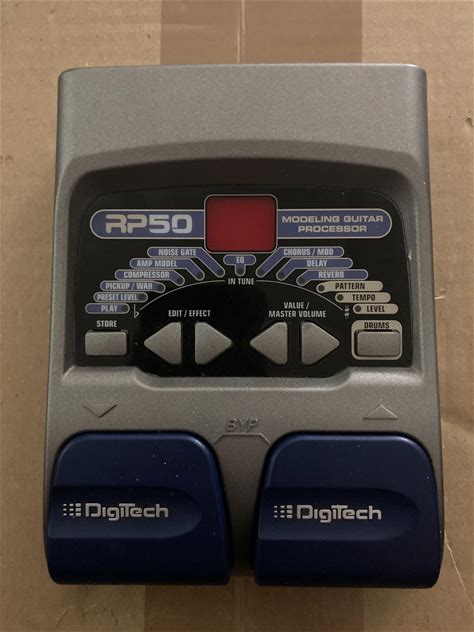 RP50
MODELING GUITAR
PROCESSOR
NOISE GATE
AMP MODEL
COMPRESSOR
PICKUP / WAH
PRESET LEVEL
PLAY
EQ
IN TUNE
CHORUS / MOD
DELAY
REVERB
PATTERN
TEMPO
LEVEL
STORE
EDIT / EFFECT
VALUE /
MASTER VOLUME
DRUMS
BYP
DigiTech
DigiTech